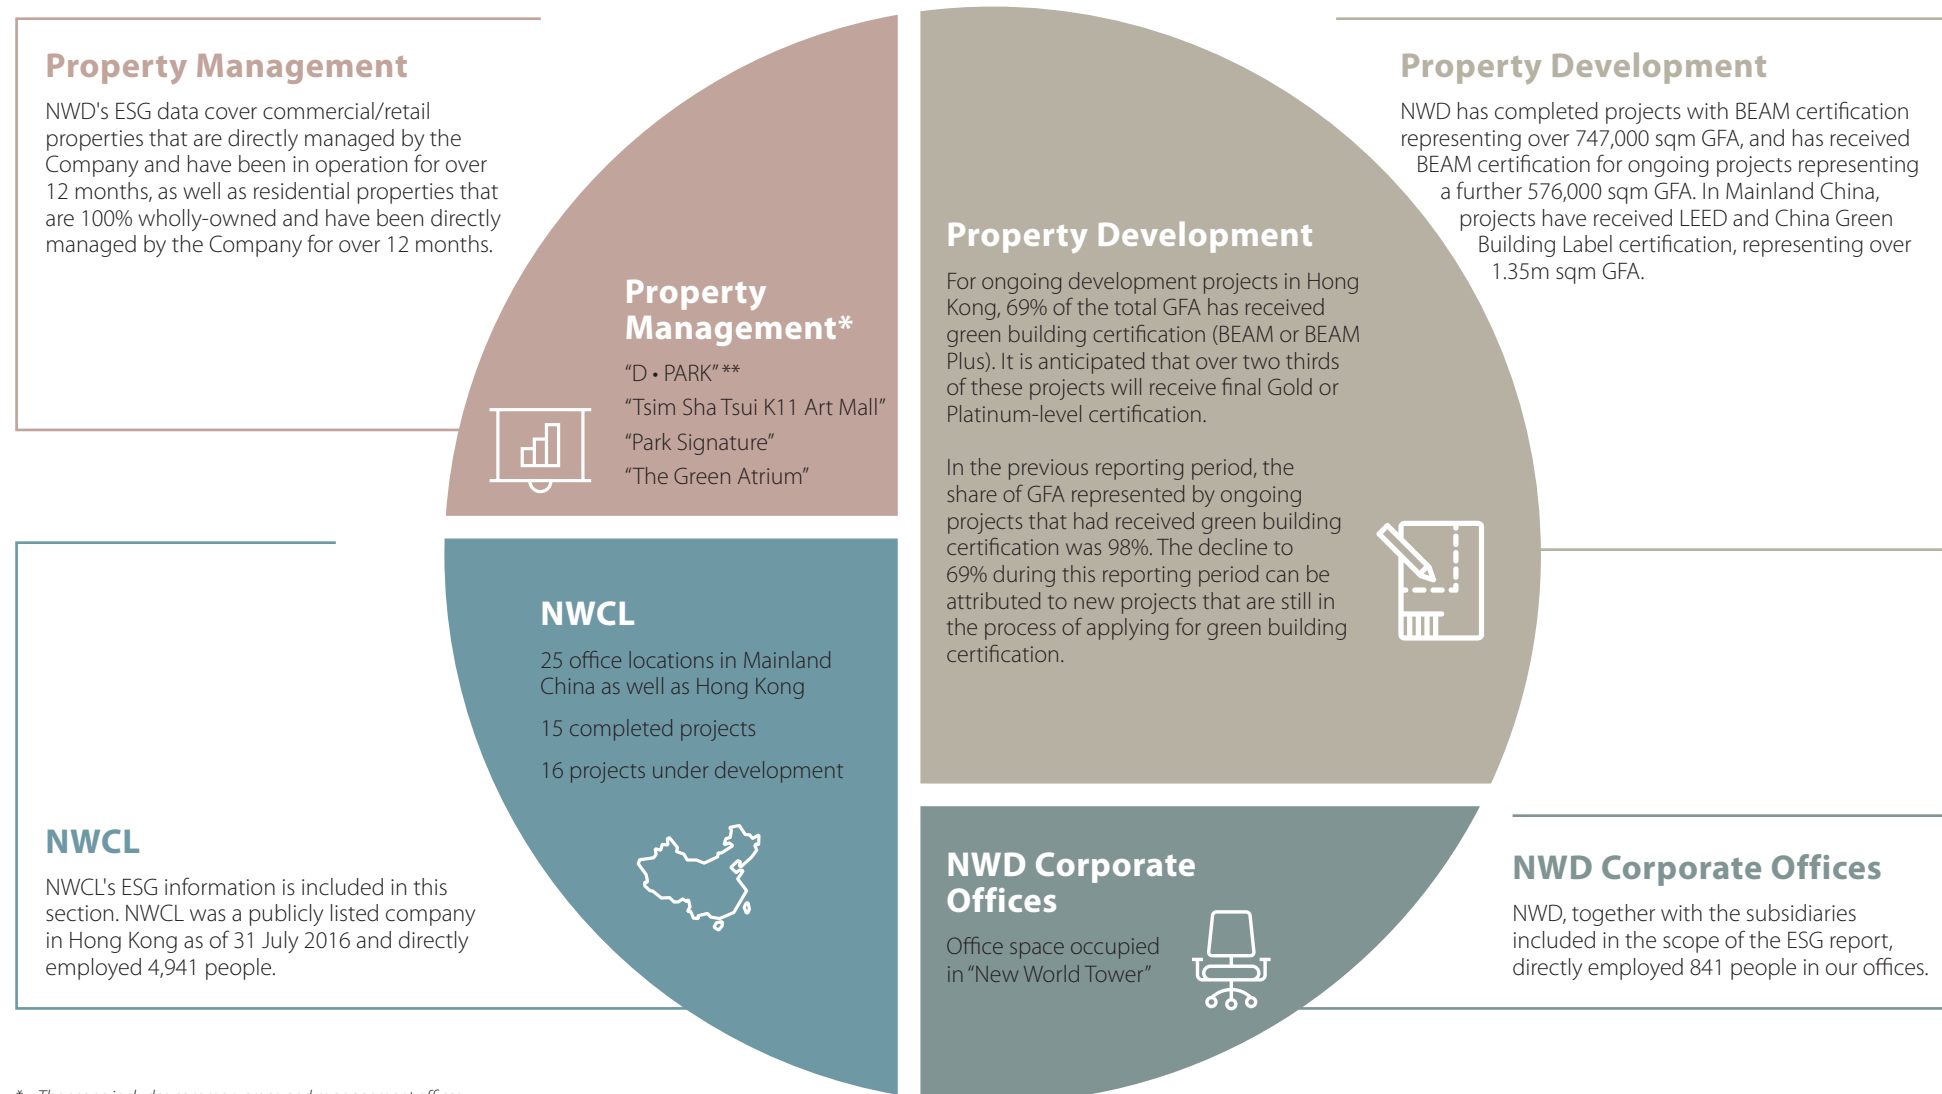 Property Management
NWD's ESG data cover commercial/retail
properties that are directly managed by the
Company and have been in operation for over
12 months, as well as residential properties that
are 100% wholly-owned and have been directly
managed by the Company for over 12 months.
Property
Management*
“D • PARK” **
“Tsim Sha Tsui K11 Art Mall”
“Park Signature”
“The Green Atrium”
Property Development
For ongoing development projects in Hong
Kong, 69% of the total GFA has received
green building certification (BEAM or BEAM
Plus). It is anticipated that over two thirds
of these projects will receive final Gold or
Platinum-level certification.
In the previous reporting period, the
share of GFA represented by ongoing
projects that had received green building
certification was 98%. The decline to
69% during this reporting period can be
attributed to new projects that are still in
the process of applying for green building
certification.
Property Development
NWD has completed projects with BEAM certification
representing over 747,000 sqm GFA, and has received
BEAM certification for ongoing projects representing
a further 576,000 sqm GFA. In Mainland China,
projects have received LEED and China Green
Building Label certification, representing over
1.35m sqm GFA.
NWCL
25 office locations in Mainland
China as well as Hong Kong
15 completed projects
16 projects under development
NWCL
NWCL's ESG information is included in this
section. NWCL was a publicly listed company
in Hong Kong as of 31 July 2016 and directly
employed 4,941 people.
NWD Corporate
Offices
Office space occupied
in “New World Tower”
NWD Corporate Offices
NWD, together with the subsidiaries
included in the scope of the ESG report,
directly employed 841 people in our offices.